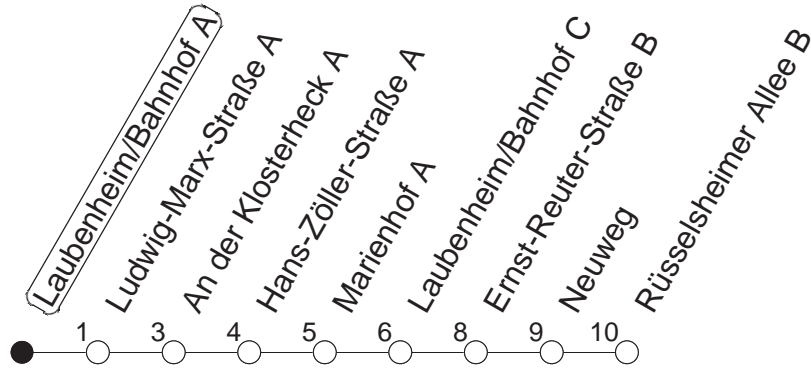 Laubenheim/Bahnhof A
Ludwig-Marx-Straße A
An der Klosterheck A
Hans-Zöller-Straße A
Marienhof A
Laubenheim/Bahnhof C
Ernst-Reuter-Straße B
Neuweg
Rüsselsheimer Allee B
1 3 4 5 6 8 9 10